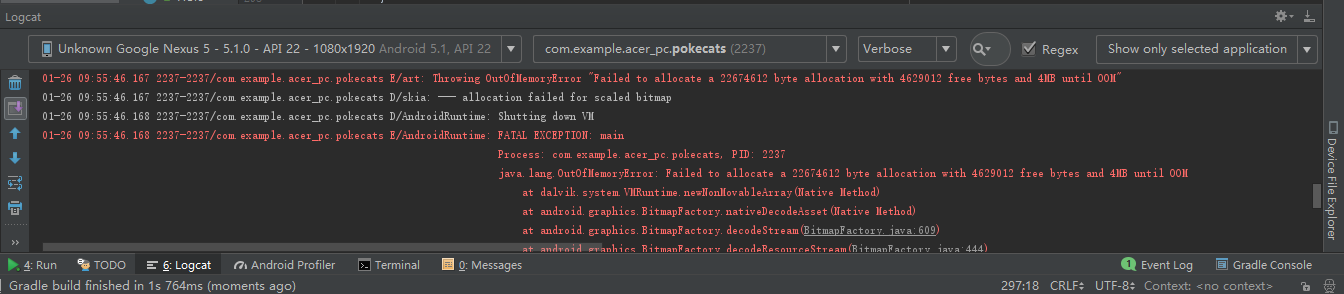 Logcat
Unknown Google Nexus 5 - 5.1.0 - API 22 - 1080x1920 Android 5.1, API 22
com.example.acer_pc.pokecats (2237)
Verbose
Regex
Show only selected application
01-26 09:55:46.167 2237-2237/com.example.acer_pc.pokecats E/art: Throwing OutOfMemoryError "Failed to allocate a 22674612 byte allocation with 4629012 free bytes and 4MB until OOM"
01-26 09:55:46.167 2237-2237/com.example.acer_pc.pokecats D/skia: --- allocation failed for scaled bitmap
01-26 09:55:46.168 2237-2237/com.example.acer_pc.pokecats D/AndroidRuntime: Shutting down VM
01-26 09:55:46.168 2237-2237/com.example.acer_pc.pokecats E/AndroidRuntime: FATAL EXCEPTION: main
Process: com.example.acer_pc.pokecats, PID: 2237
java.lang.OutOfMemoryError: Failed to allocate a 22674612 byte allocation with 4629012 free bytes and 4MB until OOM
at dalvik.system.VMRuntime.newNonMovableArray(Native Method)
at android.graphics.BitmapFactory.nativeDecodeAsset(Native Method)
at android.graphics.BitmapFactory.decodeStream(BitmapFactory.java:609)
at android.graphics.BitmapFactory.decodeResourceStream(BitmapFactory.java:444)
Device File Explorer
4: Run
TODO
6: Logcat
Android Profiler
Terminal
0: Messages
1 Event Log
Gradle Console
Gradle build finished in 1s 764ms (moments ago)
297:18
CRLF
UTF-8
Context: <no context>